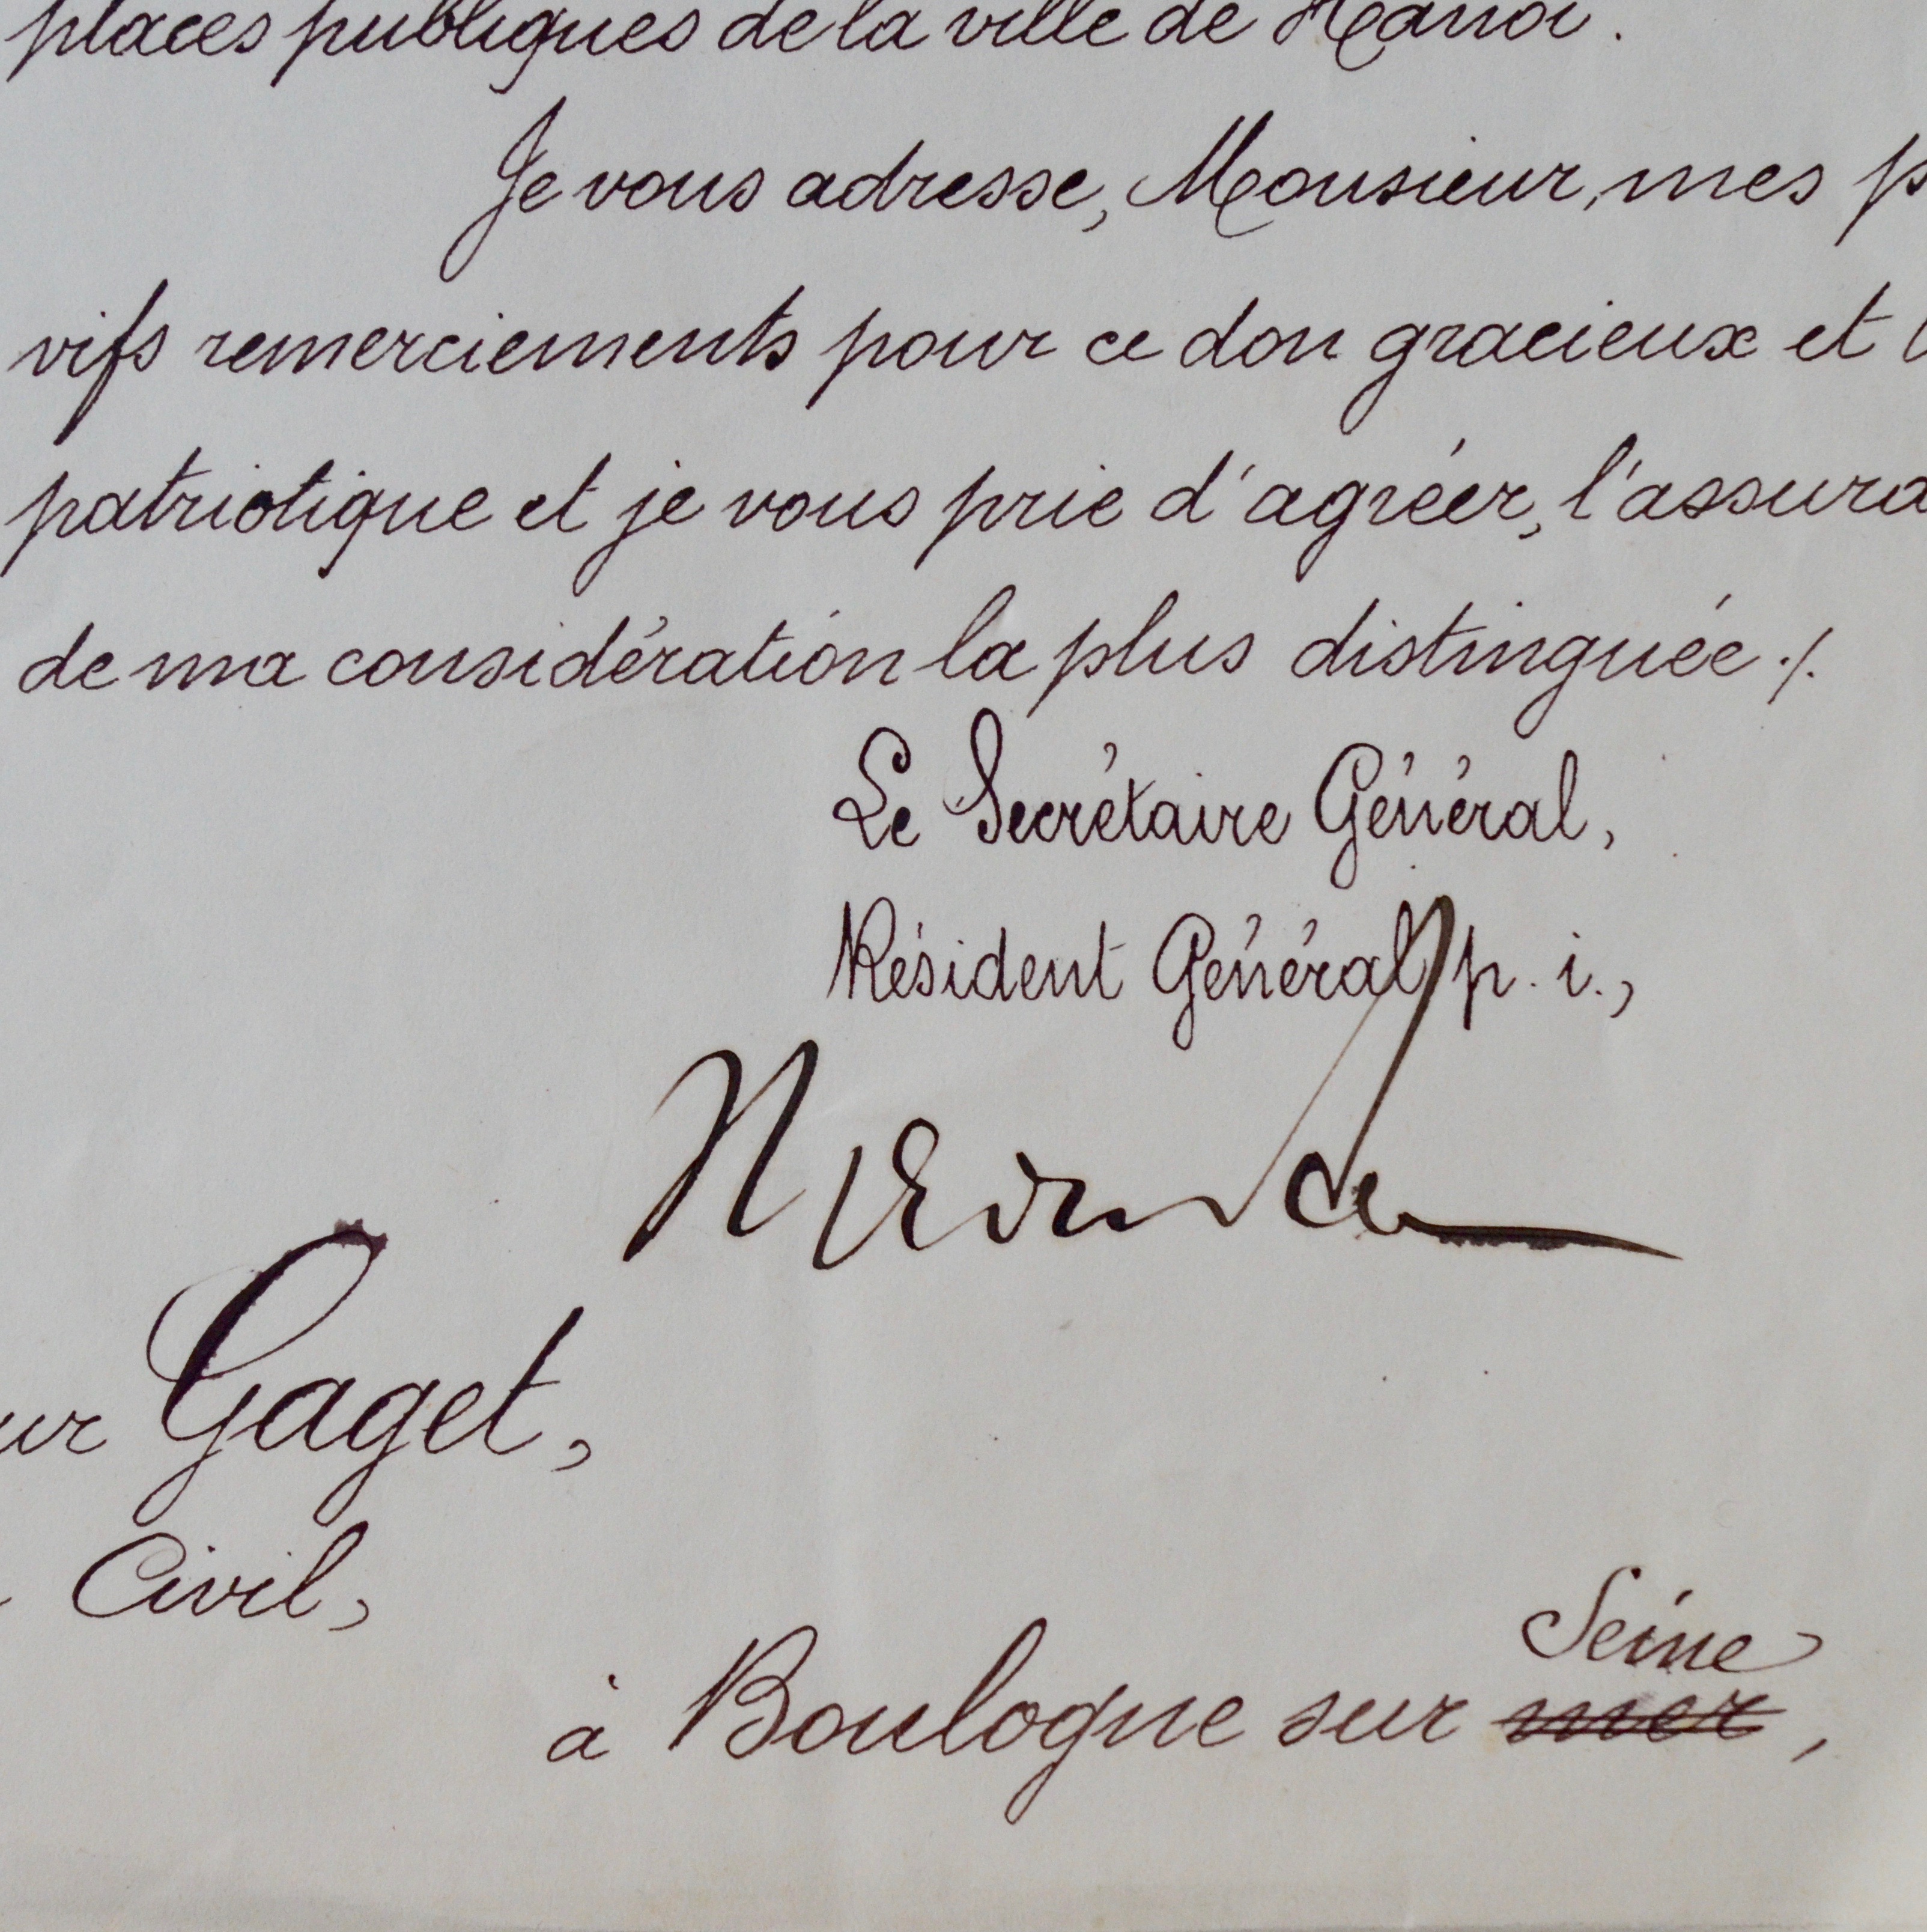 places publiques de la ville de Hanoi.
Je vous adresse, Monsieur, mes p
vifs remerciements pour ce don gracieux et
patriotique et je vous prie d'agréer, l'assura
de ma considération la plus distinguée ./.
Le Secrétaire Général,
Résident Général p. i.,
ur Gaget,
Civil,
Seine
à Boulogne sur mer,